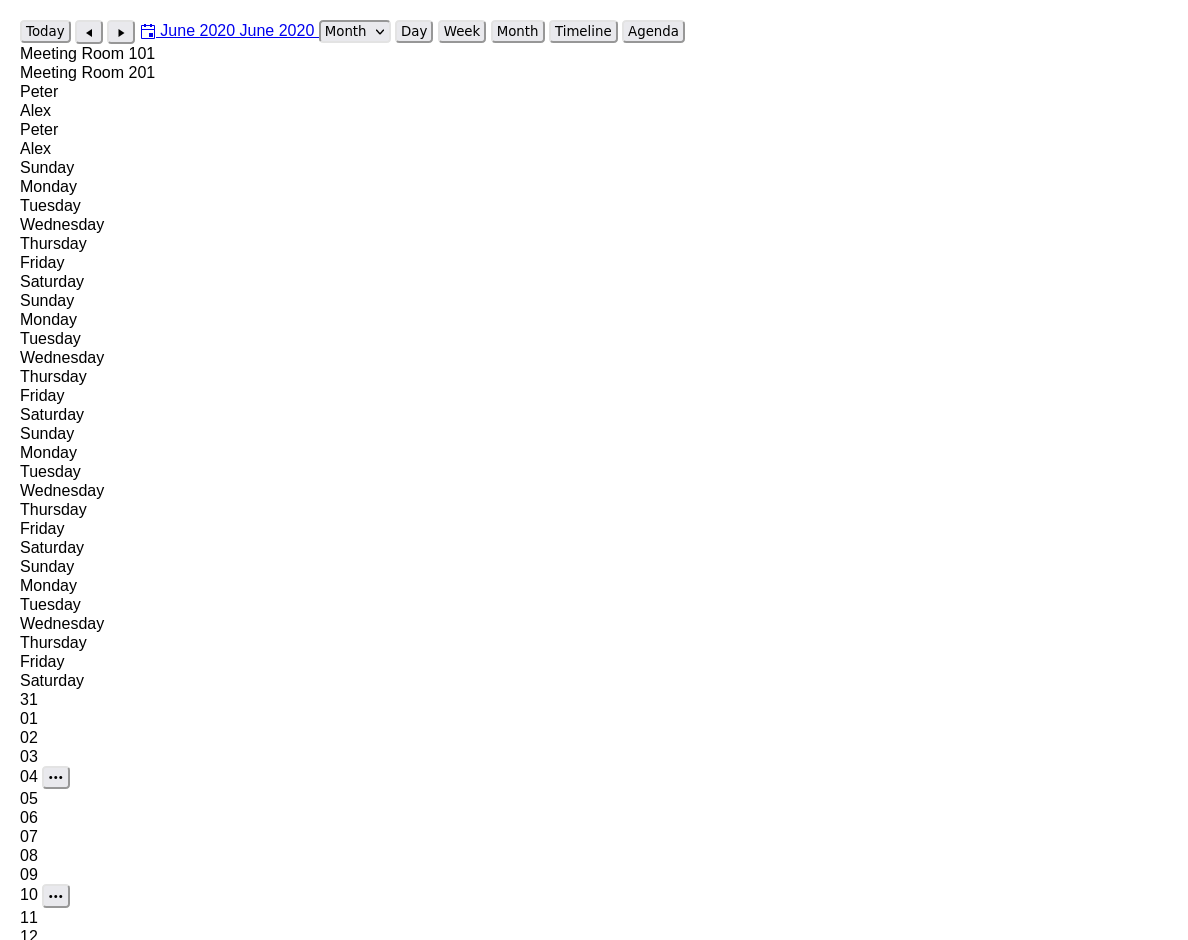 Today June 2020 June 2020 Month Day Week Month Timeline Agenda
Meeting Room 101
Meeting Room 201
Peter
Alex
Peter
Alex
Sunday
Monday
Tuesday
Wednesday
Thursday
Friday
Saturday
Sunday
Monday
Tuesday
Wednesday
Thursday
Friday
Saturday
Sunday
Monday
Tuesday
Wednesday
Thursday
Friday
Saturday
Sunday
Monday
Tuesday
Wednesday
Thursday
Friday
Saturday
31
01
02
03
04
05
06
07
08
09
10
11
12